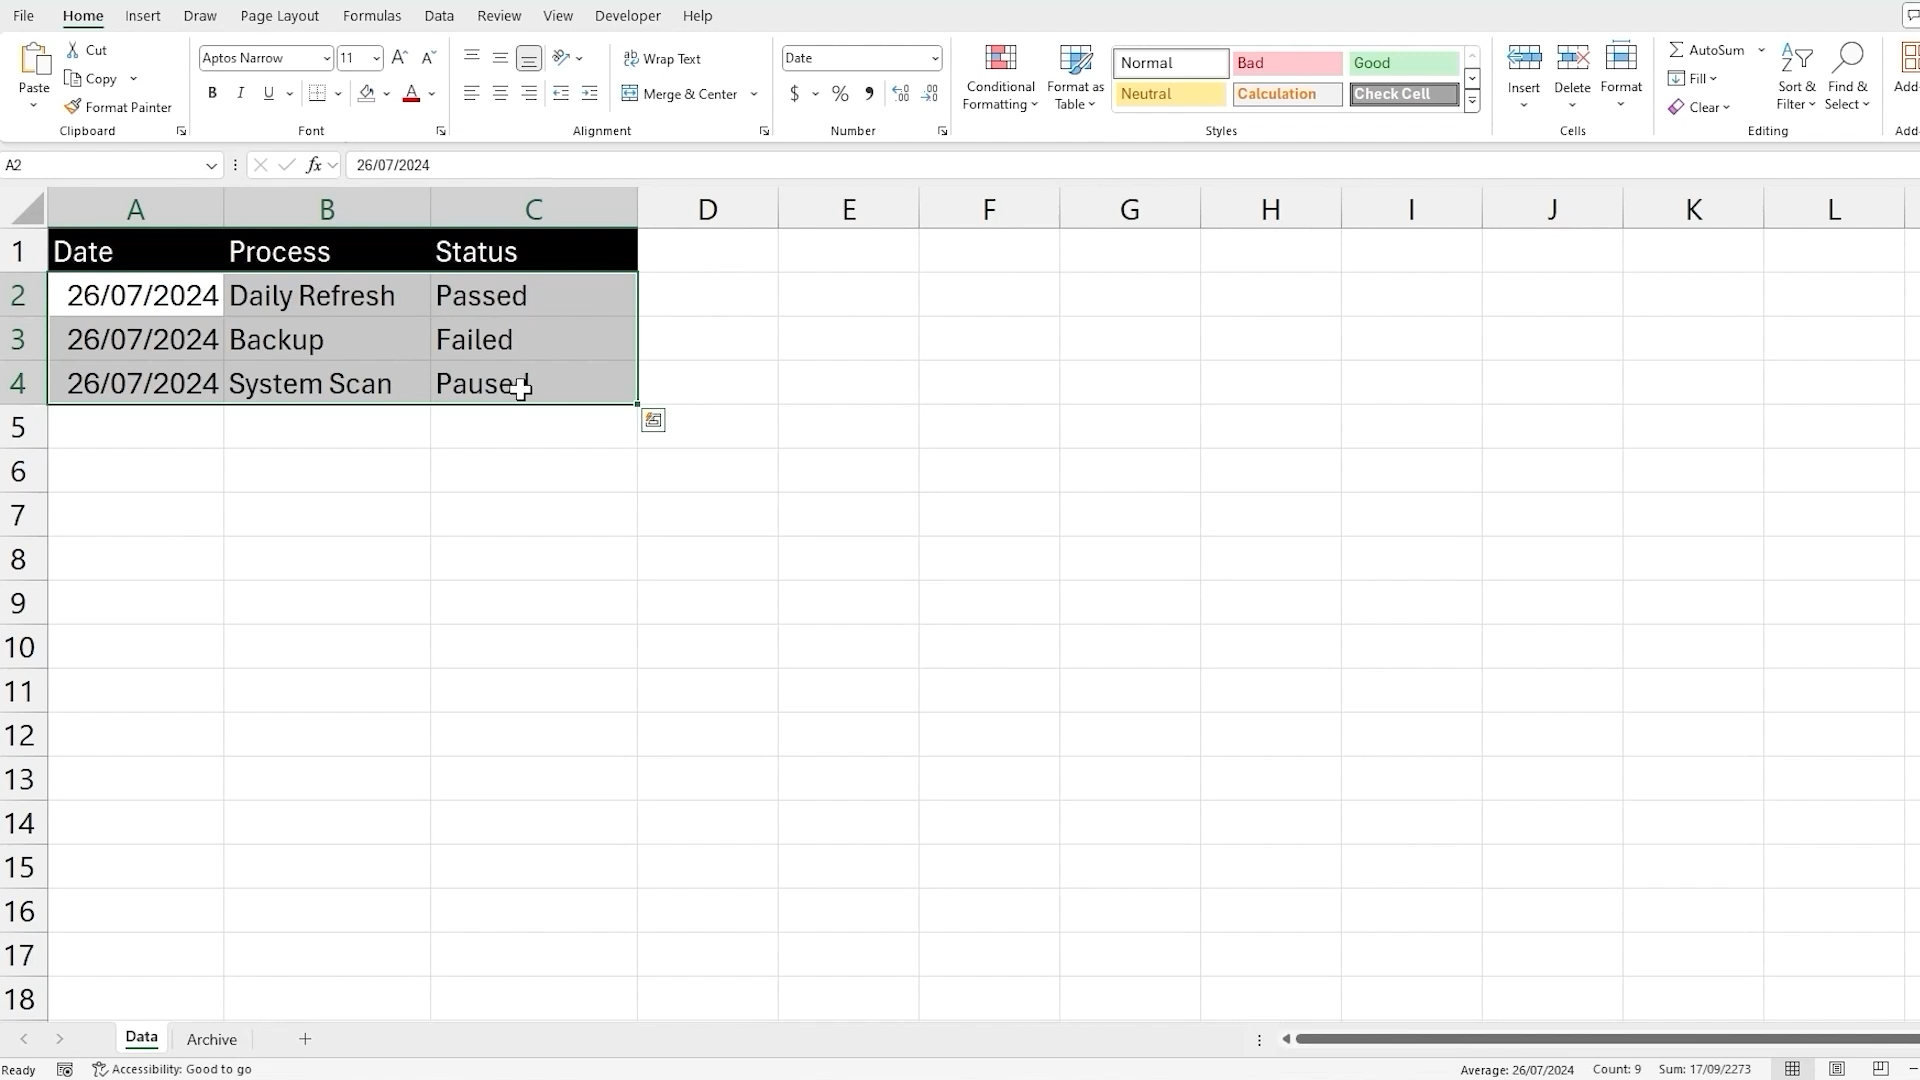 File Home Insert Draw Page Layout Formulas Data Review View Developer Help
Paste Cut Copy Format Painter Clipboard
Aptos Narrow 11 A A B I U A Font
ab Wrap Text Merge & Center Alignment
Date $ % Number
Conditional Formatting Format as Table
Normal Bad Good
Neutral Calculation Check Cell
Styles
Insert Delete Format Cells
AutoSum Fill Clear Sort & Filter Find & Select Editing
A2 fx 26/07/2024
A B C D E F G H I J K L
1 Date Process Status
2 26/07/2024 Daily Refresh Passed
3 26/07/2024 Backup Failed
4 26/07/2024 System Scan Paused
5
6
7
8
9
10
11
12
13
14
15
16
17
18
Data Archive
Ready Accessibility: Good to go Average: 26/07/2024 Count: 9 Sum: 17/09/2273